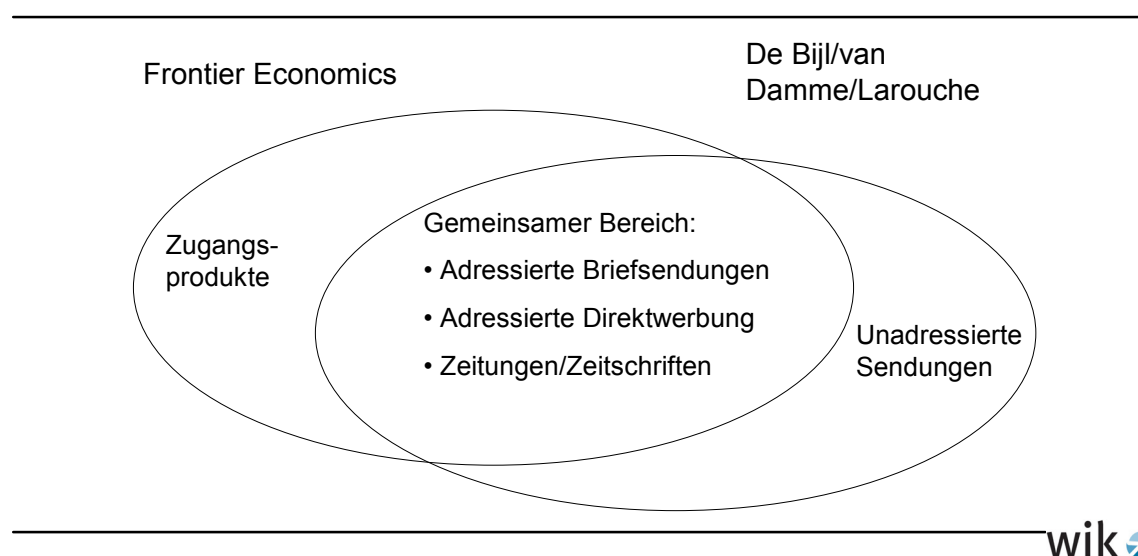 Frontier Economics
De Bijl/van
Damme/Larouche
Zugangs-
produkte
Gemeinsamer Bereich:
• Adressierte Briefsendungen
• Adressierte Direktwerbung
• Zeitungen/Zeitschriften
Unadressierte
Sendungen
wik